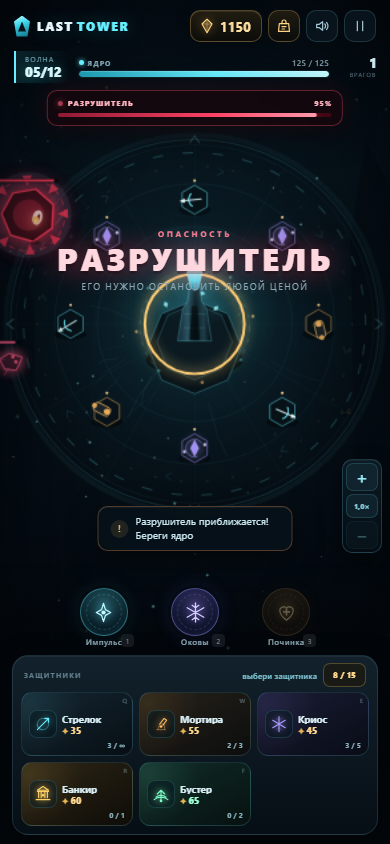 LAST TOWER
1150
ВОЛНА
05/12
ЯДРО
125 / 125
1
ВРАГОВ
РАЗРУШИТЕЛЬ
95%
ОПАСНОСТЬ
РАЗРУШИТЕЛЬ
ЕГО НУЖНО ОСТАНОВИТЬ ЛЮБОЙ ЦЕНОЙ
! Разрушитель приближается!
Береги ядро
+
1,0×
−
Импульс 1
Оковы 2
Починка 3
ЗАЩИТНИКИ
выбери защитника
8 / 15
Q
Стрелок
35
3 / ∞
W
Мортира
55
2 / 3
E
Криос
45
3 / 5
R
Банкир
60
0 / 1
F
Бустер
65
0 / 2